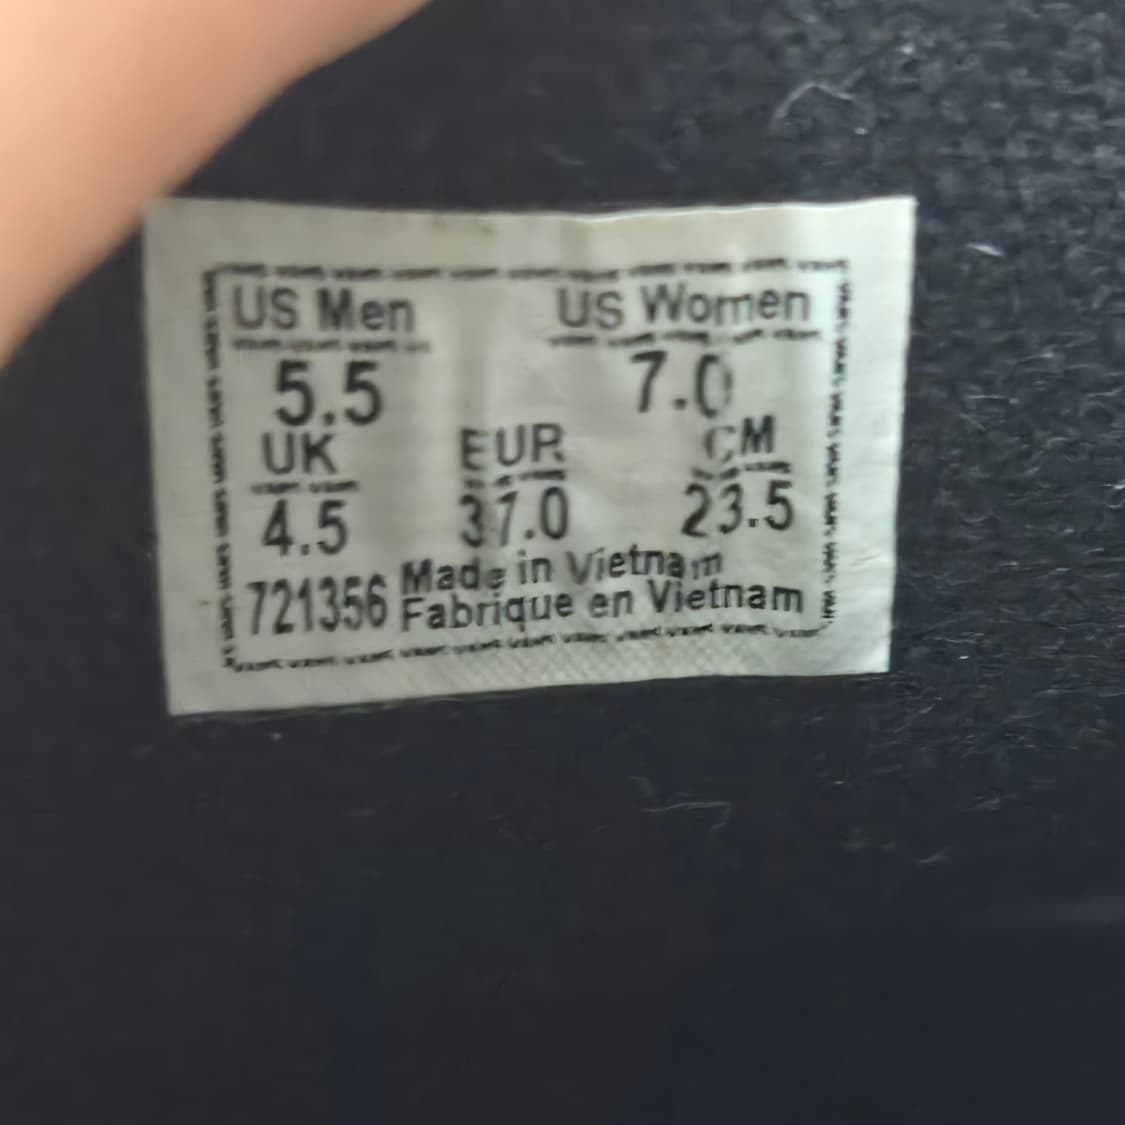 US Men US Women
5.5 7.0
UK EUR CM
4.5 37.0 23.5
721356 Made in Vietnam
Fabrique en Vietnam